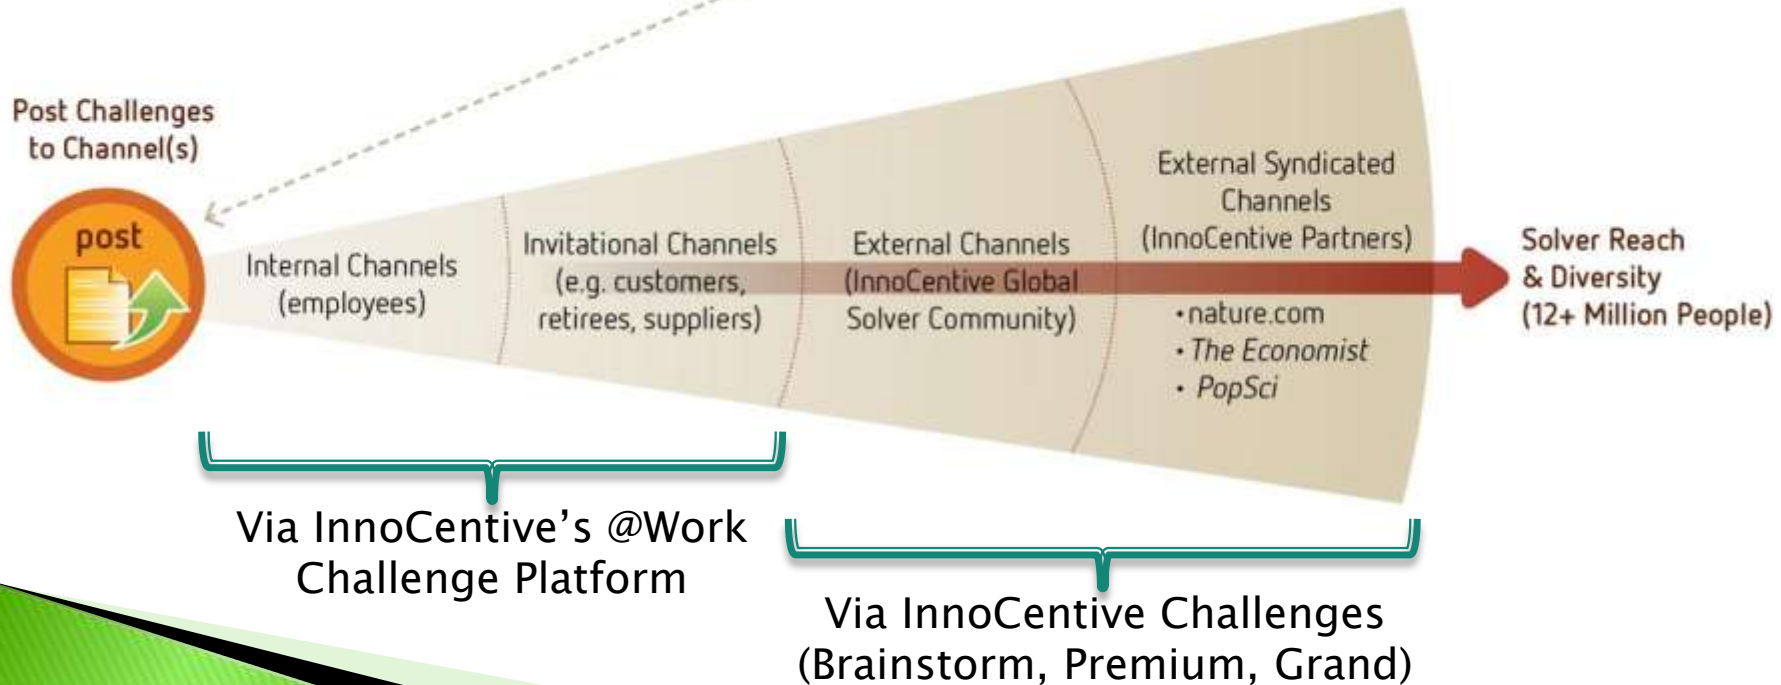 Post Challenges
to Channel(s)
post
Internal Channels
(employees)
Invitational Channels
(e.g. customers,
retirees, suppliers)
External Channels
(InnoCentive Global
Solver Community)
External Syndicated
Channels
(InnoCentive Partners)
•nature.com
•The Economist
• PopSci
Solver Reach
& Diversity
(12+ Million People)
Via InnoCentive’s @Work
Challenge Platform
Via InnoCentive Challenges
(Brainstorm, Premium, Grand)